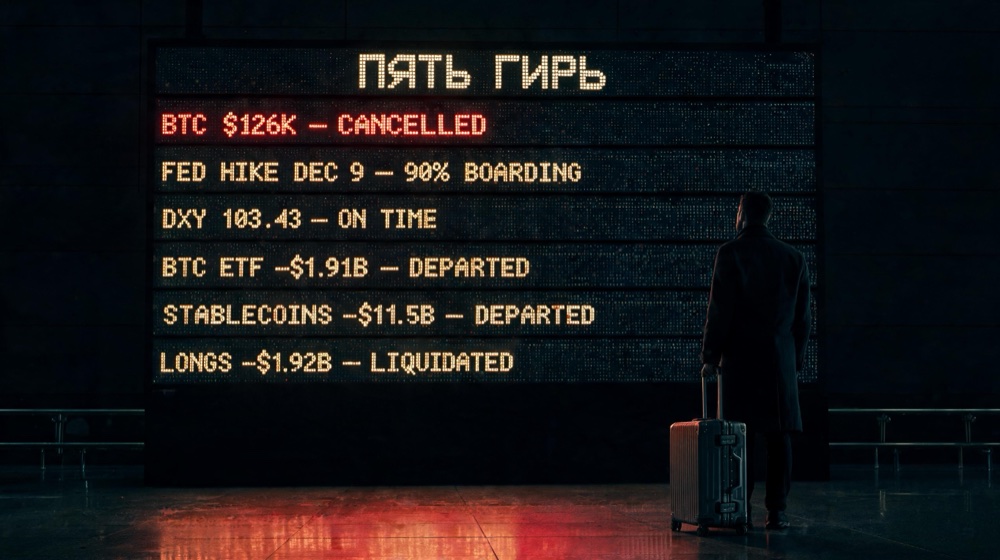 ПЯТЬ ГИРЬ
BTC $126K — CANCELLED
FED HIKE DEC 9 — 90% BOARDING
DXY 103.43 — ON TIME
BTC ETF –$1.91B — DEPARTED
STABLECOINS –$11.5B — DEPARTED
LONGS –$1.92B — LIQUIDATED